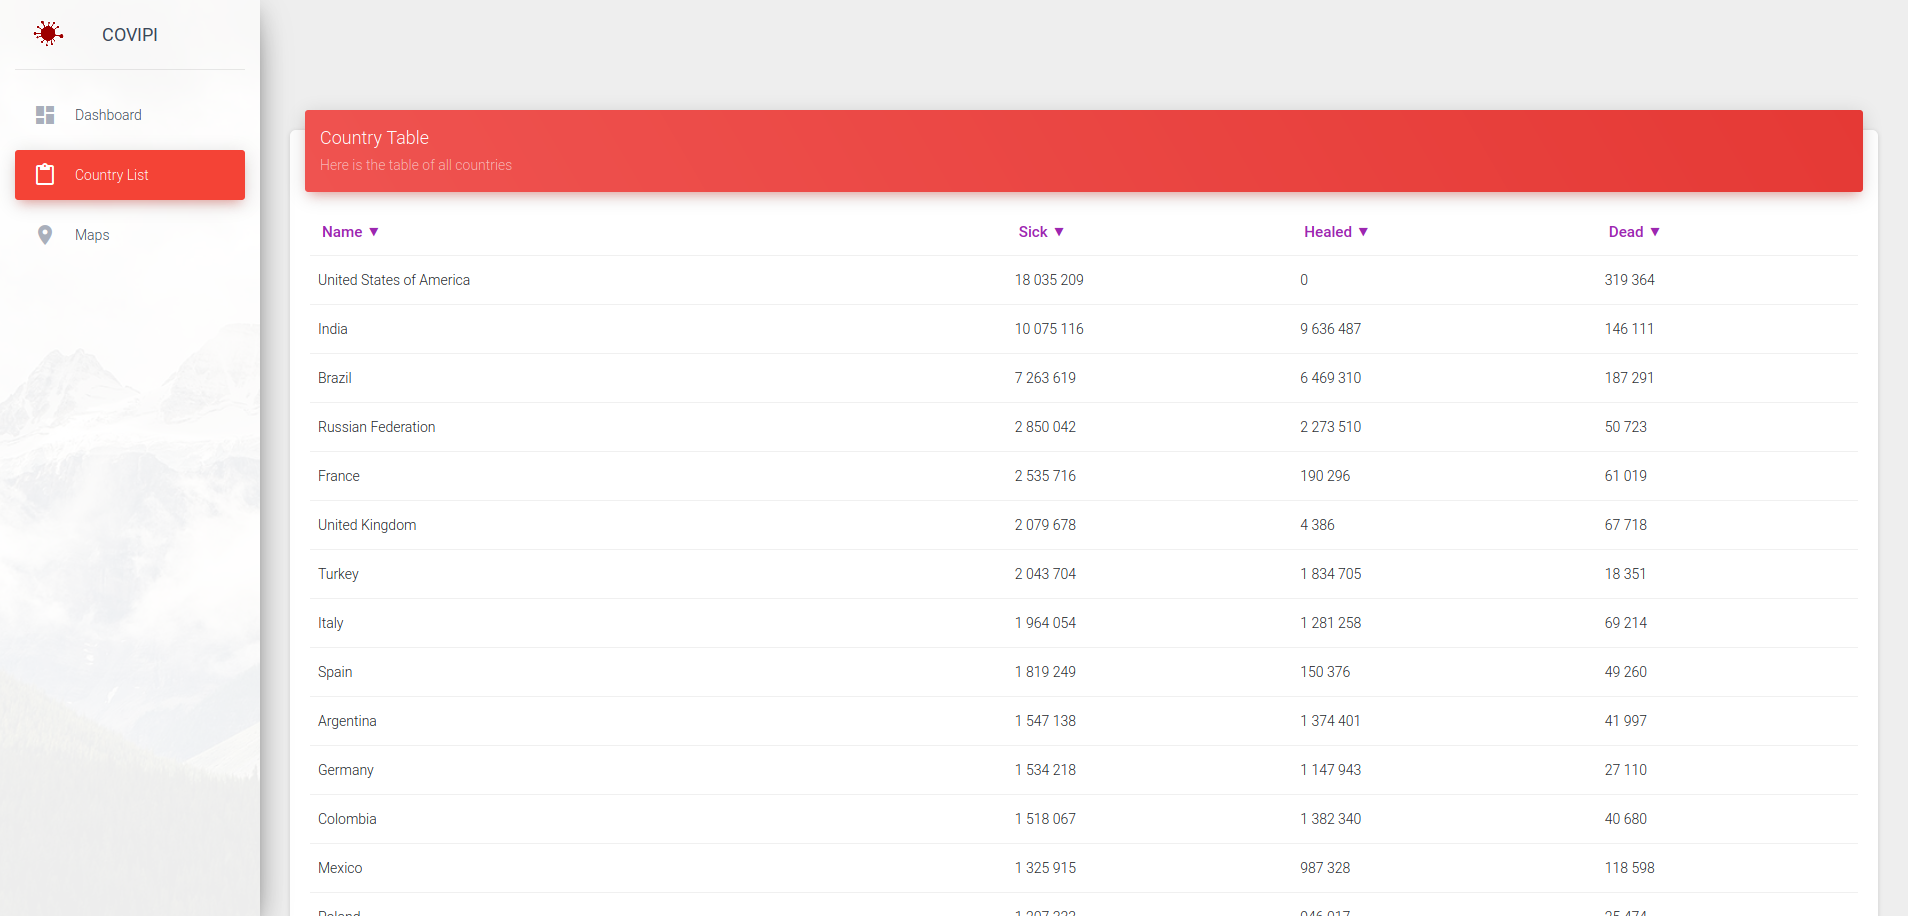 COVIPI
Dashboard
Country List
Maps
Country Table
Here is the table of all countries
Name ▼ Sick ▼ Healed ▼ Dead ▼
United States of America 18 035 209 0 319 364
India 10 075 116 9 636 487 146 111
Brazil 7 263 619 6 469 310 187 291
Russian Federation 2 850 042 2 273 510 50 723
France 2 535 716 190 296 61 019
United Kingdom 2 079 678 4 386 67 718
Turkey 2 043 704 1 834 705 18 351
Italy 1 964 054 1 281 258 69 214
Spain 1 819 249 150 376 49 260
Argentina 1 547 138 1 374 401 41 997
Germany 1 534 218 1 147 943 27 110
Colombia 1 518 067 1 382 340 40 680
Mexico 1 325 915 987 328 118 598
Poland